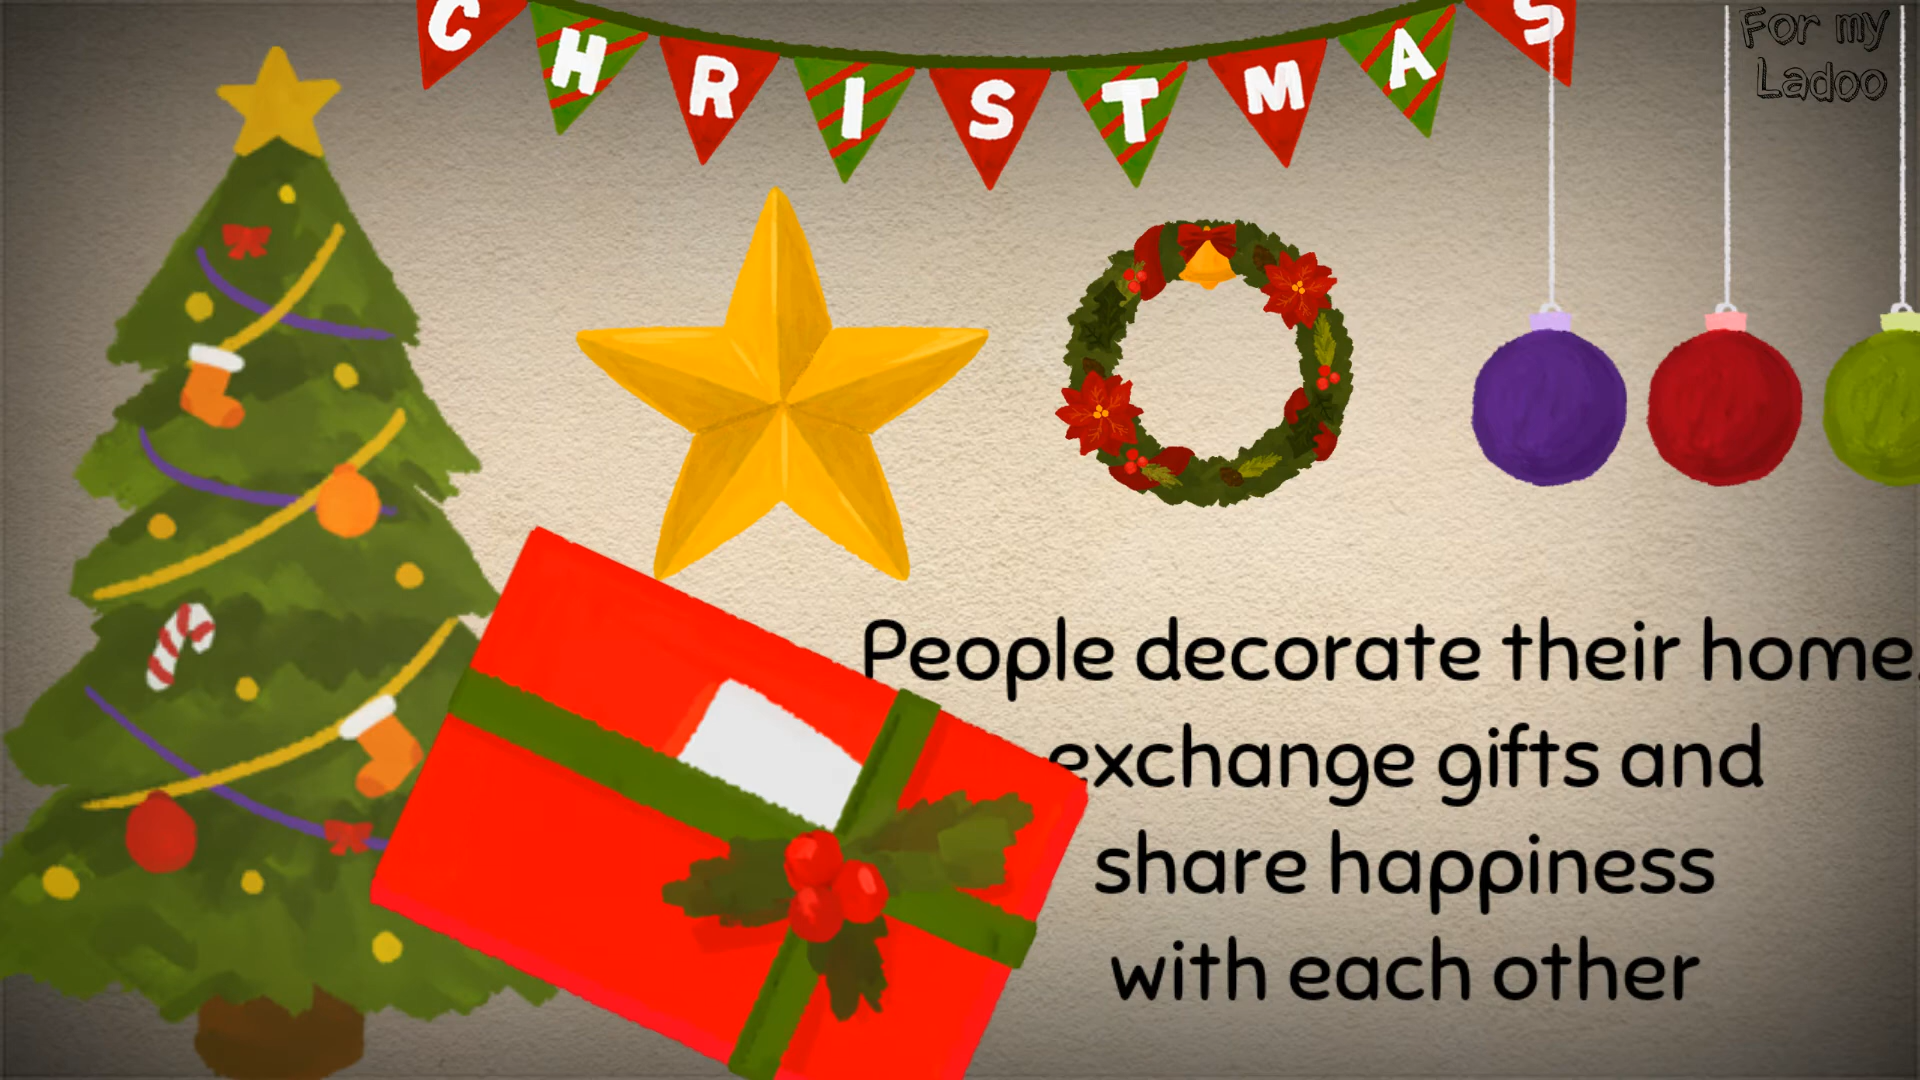 CHRISTMAS
For my
Ladoo
People decorate their home,
exchange gifts and
share happiness
with each other